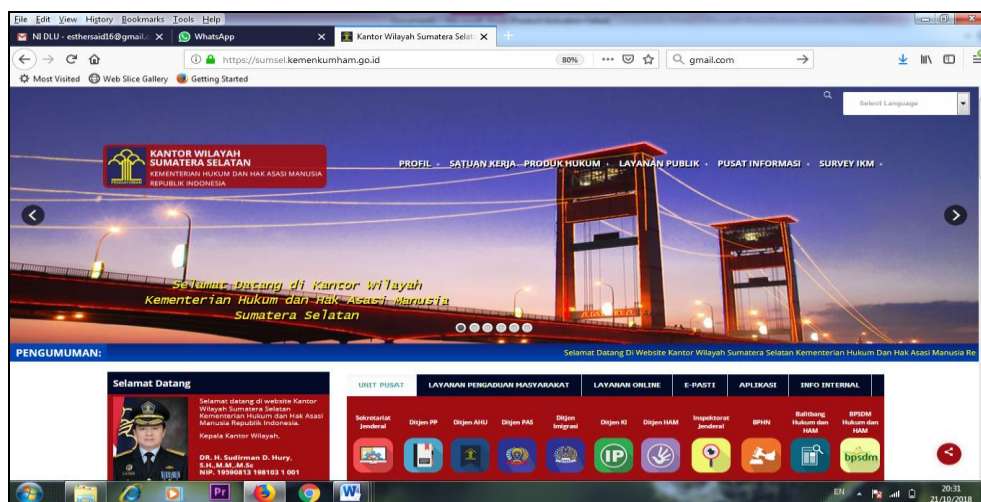 File Edit View History Bookmarks Tools Help
NI DLU - esthersaid16@gmail.c
WhatsApp
Kantor Wilayah Sumatera Selat
https://sumsel.kemenkumham.go.id
80%
gmail.com
Most Visited Web Slice Gallery Getting Started
Select Language
KANTOR WILAYAH
SUMATERA SELATAN
KEMENTERIAN HUKUM DAN HAK ASASI MANUSIA
REPUBLIK INDONESIA
PROFIL SATUAN KERJA PRODUK HUKUM LAYANAN PUBLIK PUSAT INFORMASI SURVEY IKM
Selamat Datang di Kantor Wilayah
Kementerian Hukum dan Hak Asasi Manusia
Sumatera Selatan
PENGUMUMAN:
Selamat Datang Di Website Kantor Wilayah Sumatera Selatan Kementerian Hukum Dan Hak Asasi Manusia Re
Selamat Datang
Selamat datang di website Kantor
Wilayah Sumatera Selatan
Kementerian Hukum dan Hak Asasi
Manusia Republik Indonesia.
Kepala Kantor Wilayah,
DR. H. Sudirman D. Hury,
S.H.,M.M.,M.Sc
NIP. 19590813 198103 1 001
UNIT PUSAT LAYANAN PENGADUAN MASYARAKAT LAYANAN ONLINE E-PASTI APLIKASI INFO INTERNAL
Sekretariat
Jenderal
Ditjen PP
Ditjen AHU
Ditjen PAS
Ditjen
Imigrasi
Ditjen KI
Ditjen HAM
Inspektorat
Jenderal
BPHN
Balitbang
Hukum dan
HAM
BPSDM
Hukum dan
HAM
IP
bpsdm
Pr
W
EN
20:31
21/10/2018